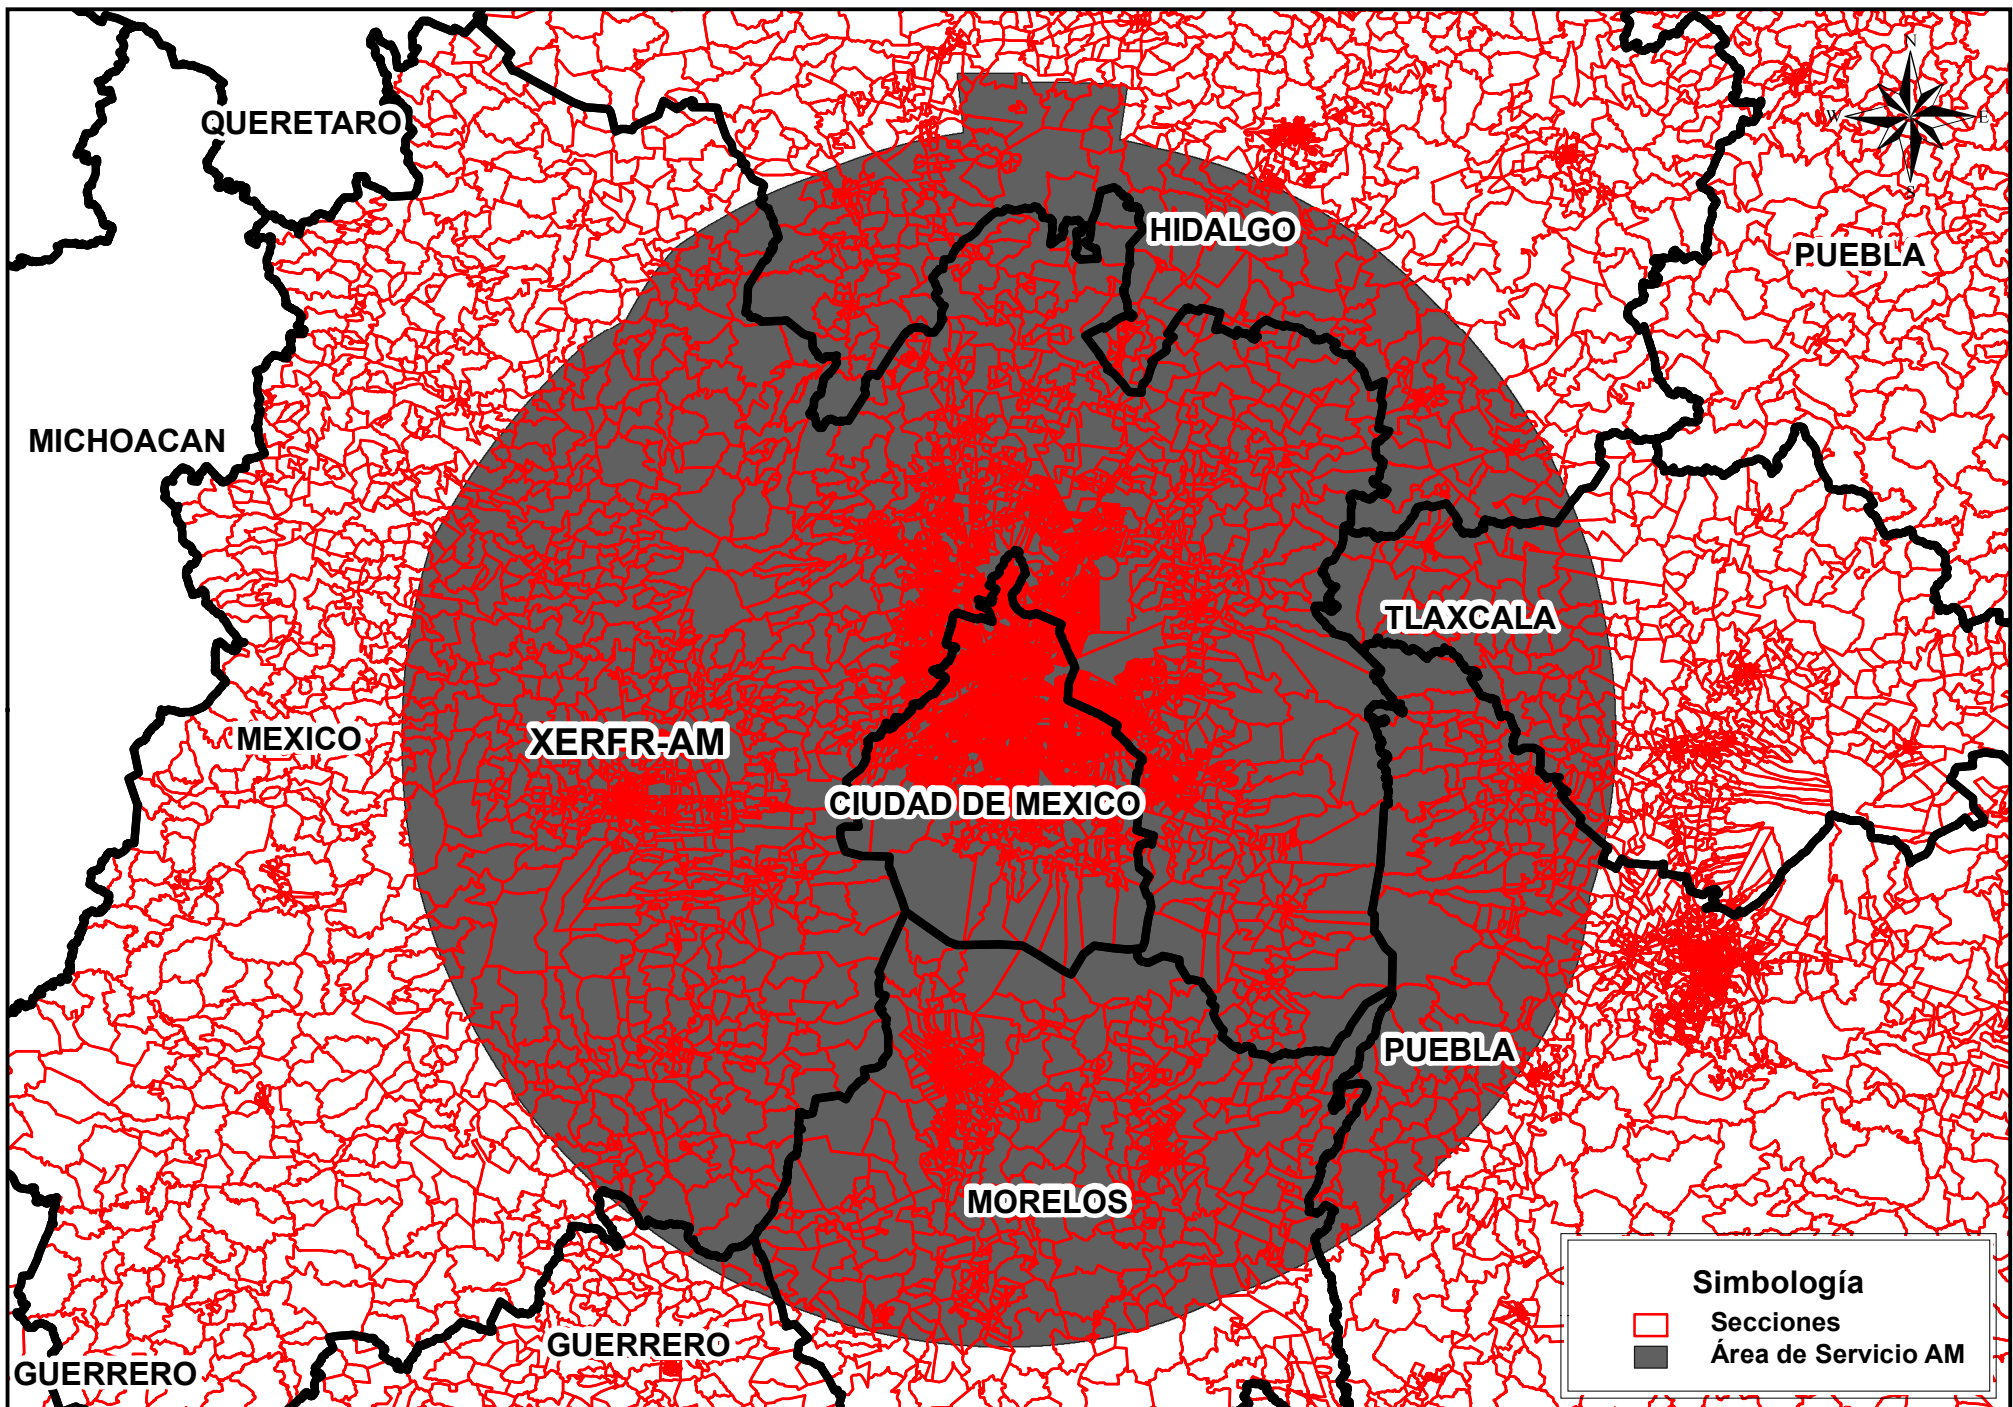 N
W
E
S
QUERETARO
HIDALGO
PUEBLA
MICHOACAN
TLAXCALA
MEXICO
XERFR-AM
CIUDAD DE MEXICO
PUEBLA
MORELOS
GUERRERO
GUERRERO
Simbología
Secciones
Área de Servicio AM